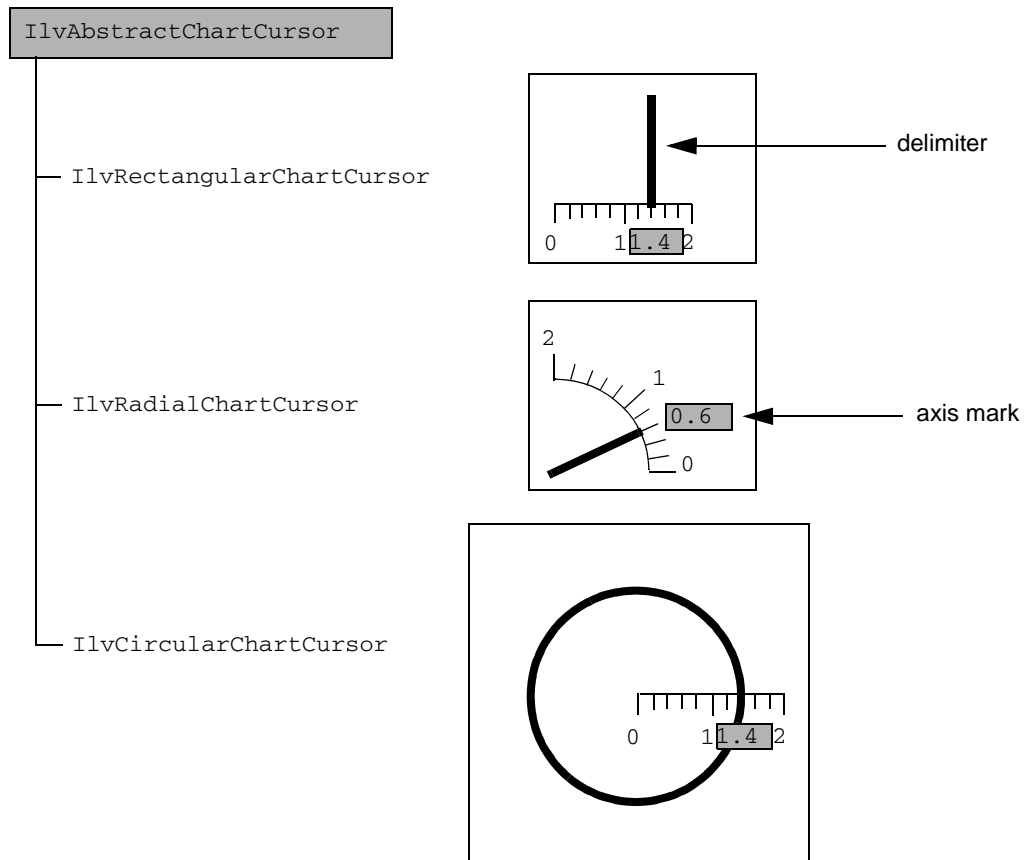 IlvAbstractChartCursor
delimiter
IlvRectangularChartCursor
0 1 1.4 2
2
1
IlvRadialChartCursor
0.6
axis mark
0
IlvCircularChartCursor
0 1 1.4 2